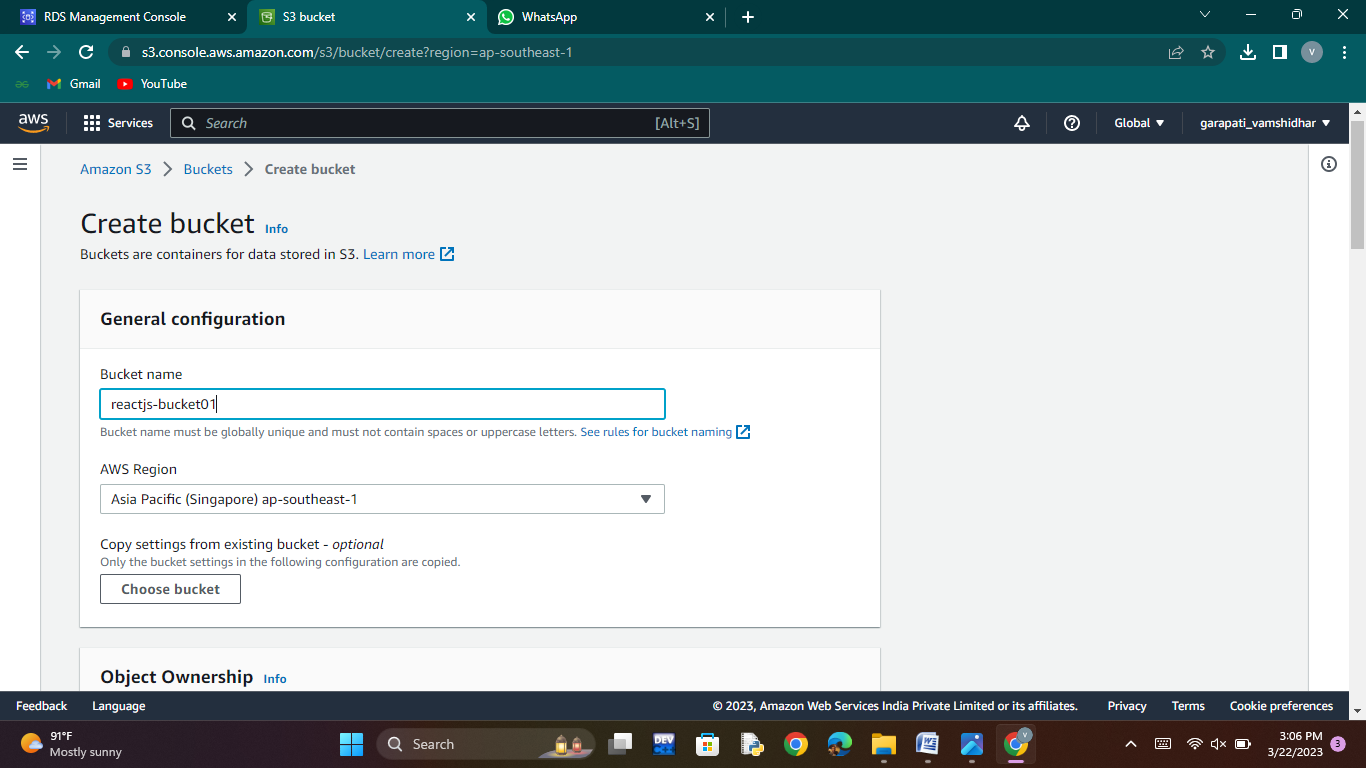 RDS Management Console
S3 bucket
WhatsApp
s3.console.aws.amazon.com/s3/bucket/create?region=ap-southeast-1
V
Gmail
YouTube
aws
Services
Search
[Alt+S]
Global
garapati_vamshidhar
Amazon S3 > Buckets > Create bucket
Create bucket Info
Buckets are containers for data stored in S3. Learn more
General configuration
Bucket name
reactjs-bucket01
Bucket name must be globally unique and must not contain spaces or uppercase letters. See rules for bucket naming
AWS Region
Asia Pacific (Singapore) ap-southeast-1
Copy settings from existing bucket - optional
Only the bucket settings in the following configuration are copied.
Choose bucket
Object Ownership Info
Feedback
Language
© 2023, Amazon Web Services India Private Limited or its affiliates.
Privacy
Terms
Cookie preferences
91°F
Mostly sunny
Search
DEV
V
3:06 PM
3/22/2023
3